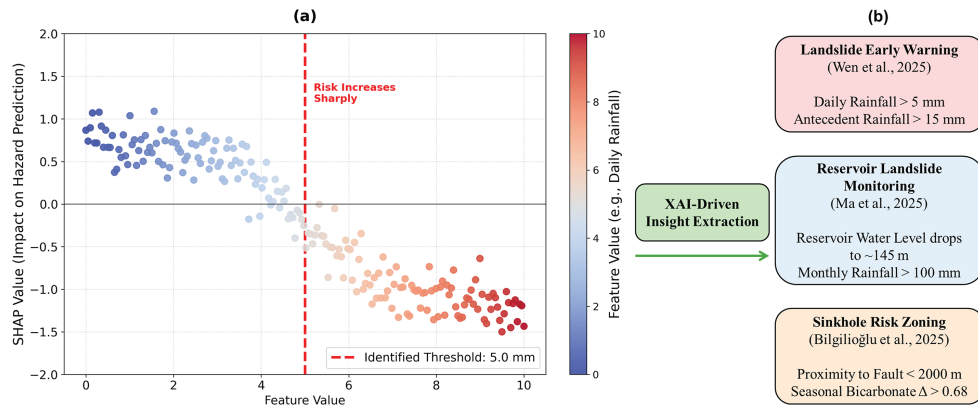 (a)
SHAP Value (Impact on Hazard Prediction)
2.0
1.5
1.0
0.5
0.0
−0.5
−1.0
−1.5
−2.0
Risk Increases
Sharply
Identified Threshold: 5.0 mm
0
2
4
6
8
10
Feature Value
10
8
6
4
2
0
Feature Value (e.g., Daily Rainfall)
(b)
XAI-Driven
Insight Extraction
Landslide Early Warning
(Wen et al., 2025)
Daily Rainfall > 5 mm
Antecedent Rainfall > 15 mm
Reservoir Landslide
Monitoring
(Ma et al., 2025)
Reservoir Water Level drops
to ~145 m
Monthly Rainfall > 100 mm
Sinkhole Risk Zoning
(Bilgilioğlu et al., 2025)
Proximity to Fault < 2000 m
Seasonal Bicarbonate Δ > 0.68